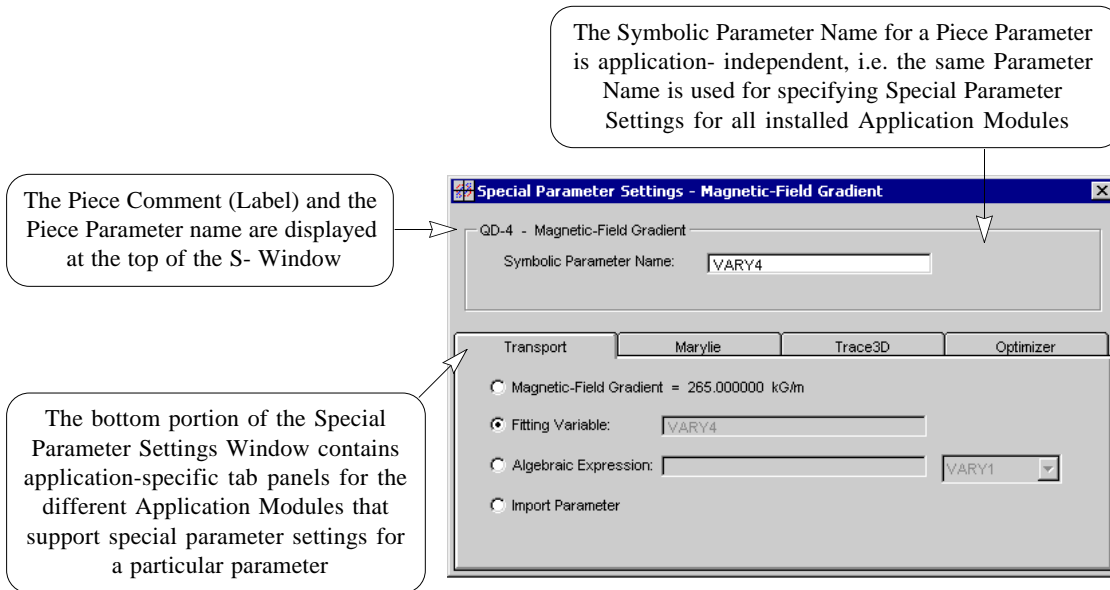 The Symbolic Parameter Name for a Piece Parameter
is application- independent, i.e. the same Parameter
Name is used for specifying Special Parameter
Settings for all installed Application Modules
The Piece Comment (Label) and the
Piece Parameter name are displayed
at the top of the S- Window
Special Parameter Settings - Magnetic-Field Gradient
QD-4 - Magnetic-Field Gradient
Symbolic Parameter Name: VARY4
Transport Marylie Trace3D Optimizer
Magnetic-Field Gradient = 265.000000 kG/m
Fitting Variable: VARY4
Algebraic Expression: VARY1
Import Parameter
The bottom portion of the Special
Parameter Settings Window contains
application-specific tab panels for the
different Application Modules that
support special parameter settings for
a particular parameter